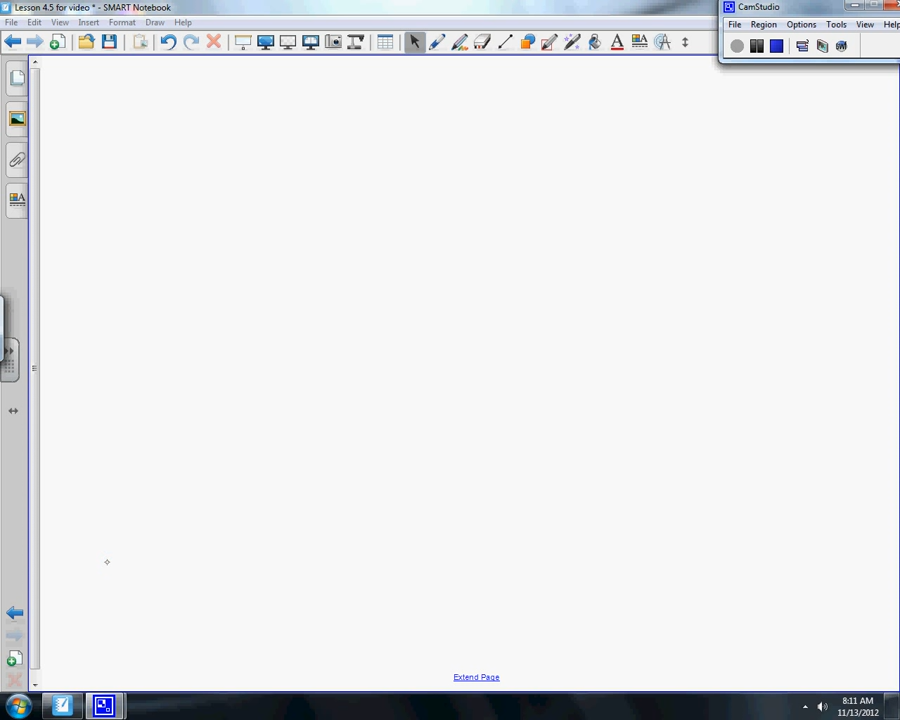 Lesson 4.5 for video * - SMART Notebook
CamStudio
File Edit View Insert Format Draw Help
File Region Options Tools View Help
Extend Page
8:11 AM
11/13/2012